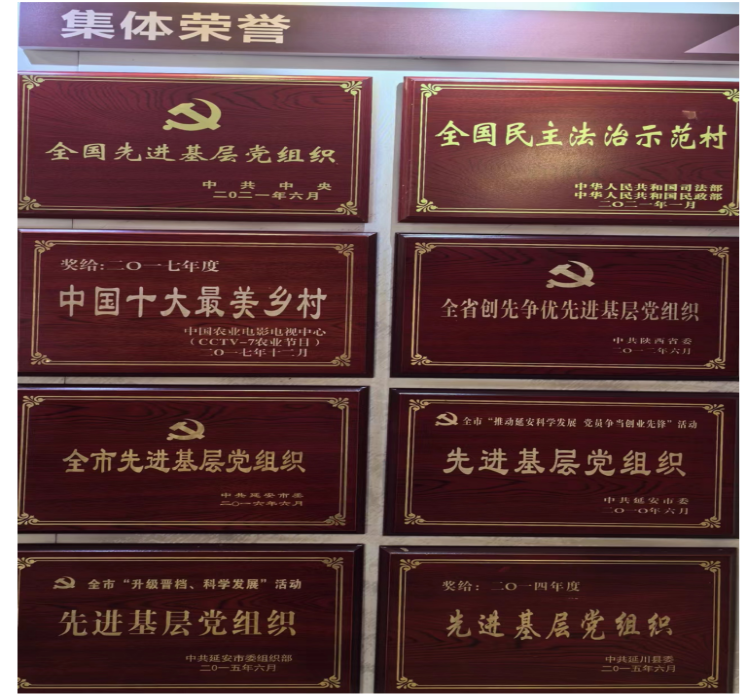 集体荣誉
全国先进基层党组织
中共中央
二〇二一年六月
全国民主法治示范村
中华人民共和国司法部
中华人民共和国民政部
二〇二一年一月
奖给:二〇一七年度
中国十大最美乡村
中国农业电影电视中心
(CCTV-7农业节目)
二〇一七年十二月
全省创先争优先进基层党组织
中共陕西省委
二〇一二年六月
全市先进基层党组织
中共延安市委
二〇一六年六月
全市“推动延安科学发展 党员争当创业先锋”活动
先进基层党组织
中共延安市委
二〇一〇年六月
全市“升级晋档、科学发展”活动
先进基层党组织
中共延安市委组织部
二〇一五年六月
奖给:二〇一四年度
先进基层党组织
中共延川县委
二〇一五年六月